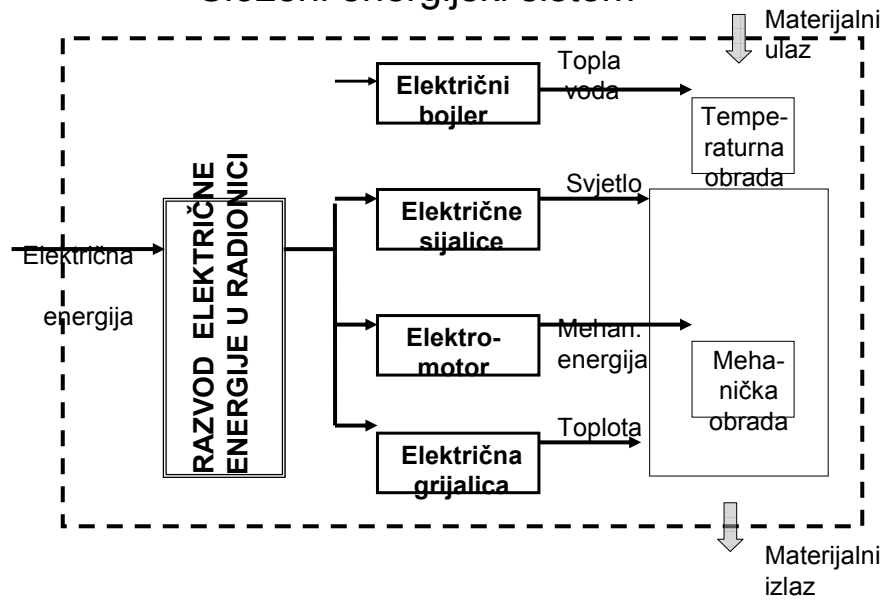 Složeni energijski sistem
Materijalni
ulaz
Topla
voda
Električni
bojler
Tempe-
raturna
obrada
Svjetlo
Električne
sijalice
Električna
energija
RAZVOD ELEKTRIČNE
ENERGIJE U RADIONICI
Elektro-
motor
Mehan.
energija
Meha-
nička
obrada
Toplota
Električna
grijalica
Materijalni
izlaz